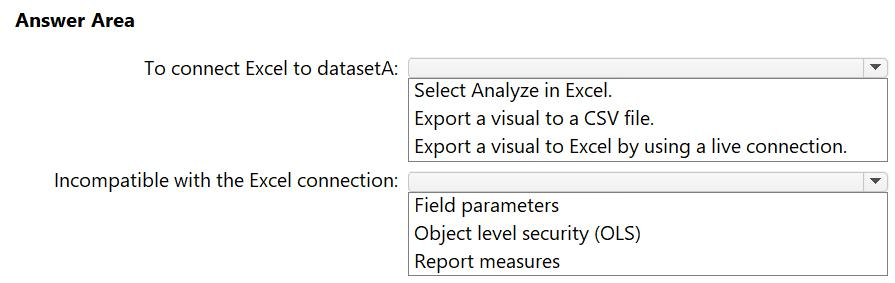 Answer Area
To connect Excel to datasetA:
Select Analyze in Excel.
Export a visual to a CSV file.
Export a visual to Excel by using a live connection.
Incompatible with the Excel connection:
Field parameters
Object level security (OLS)
Report measures